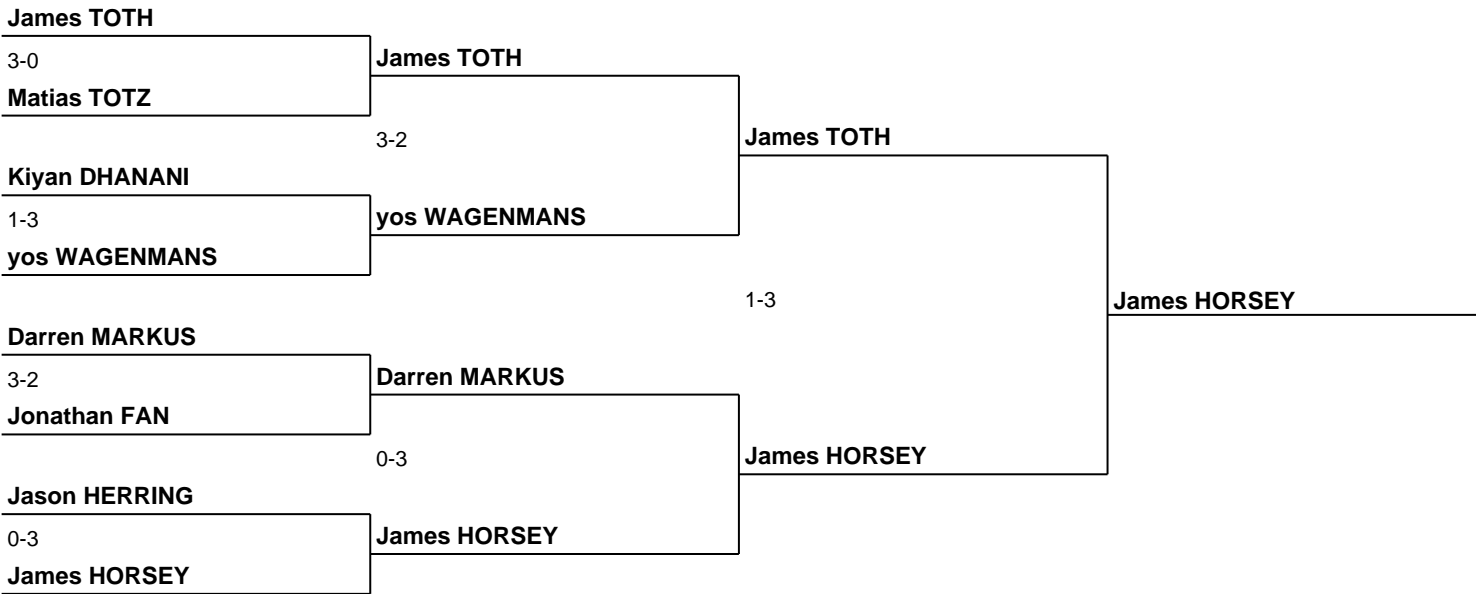 James TOTH
3-0
James TOTH
Matias TOTZ
3-2
James TOTH
Kiyan DHANANI
1-3
yos WAGENMANS
yos WAGENMANS
1-3
James HORSEY
Darren MARKUS
3-2
Darren MARKUS
Jonathan FAN
0-3
James HORSEY
Jason HERRING
0-3
James HORSEY
James HORSEY